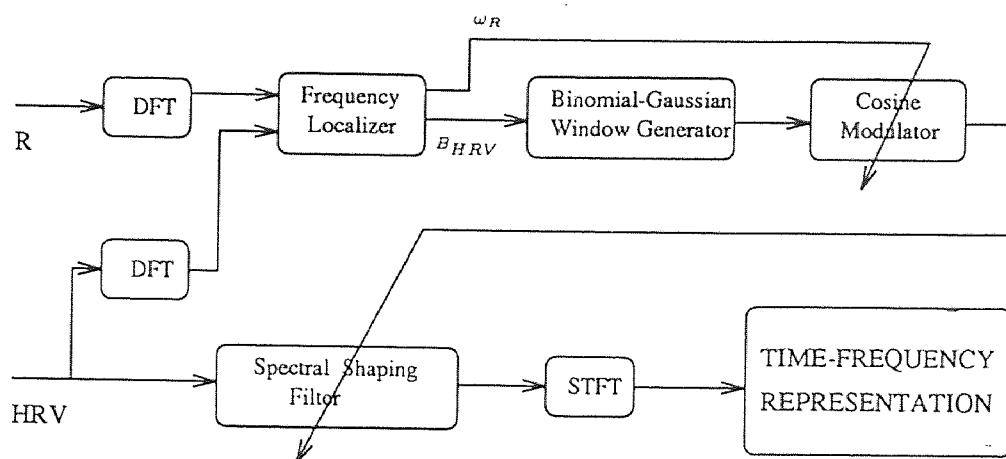 ω_R
DFT
Frequency
Localizer
Binomial-Gaussian
Window Generator
Cosine
Modulator
R
B_HRV
DFT
Spectral Shaping
Filter
STFT
TIME-FREQUENCY
REPRESENTATION
HRV